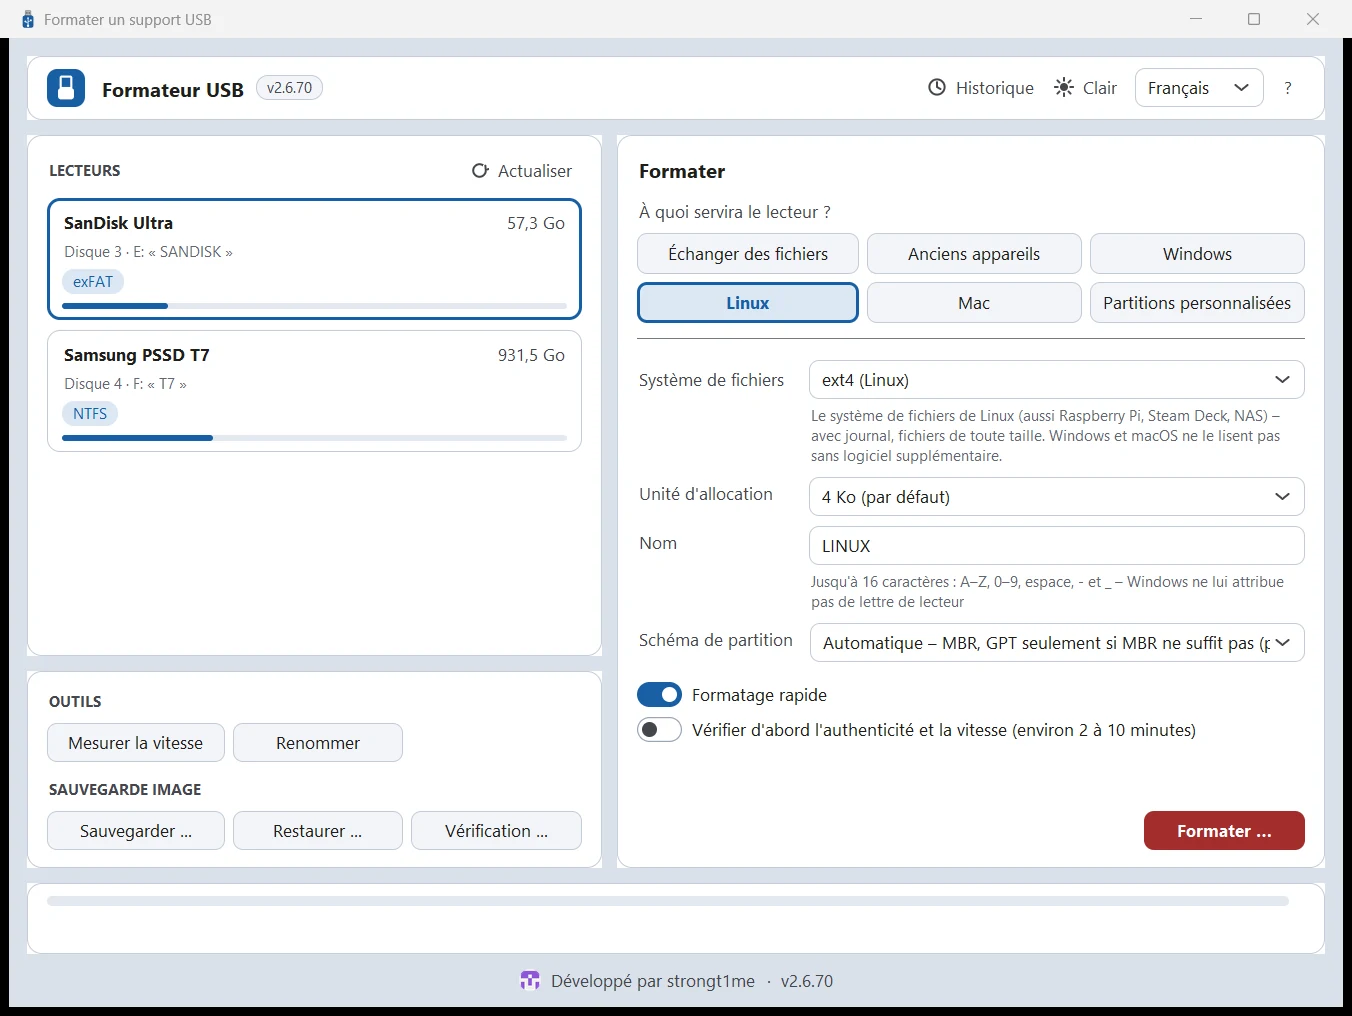 Formater un support USB
Formateur USB v2.6.70
Historique
Clair
Français
?
LECTEURS
Actualiser
SanDisk Ultra 57,3 Go
Disque 3 · E: « SANDISK »
exFAT
Samsung PSSD T7 931,5 Go
Disque 4 · F: « T7 »
NTFS
OUTILS
Mesurer la vitesse
Renommer
SAUVEGARDE IMAGE
Sauvegarder ...
Restaurer ...
Vérification ...
Formater
À quoi servira le lecteur ?
Échanger des fichiers
Anciens appareils
Windows
Linux
Mac
Partitions personnalisées
Système de fichiers
ext4 (Linux)
Le système de fichiers de Linux (aussi Raspberry Pi, Steam Deck, NAS) –
avec journal, fichiers de toute taille. Windows et macOS ne le lisent pas
sans logiciel supplémentaire.
Unité d'allocation
4 Ko (par défaut)
Nom
LINUX
Jusqu'à 16 caractères : A–Z, 0–9, espace, - et _ – Windows ne lui attribue
pas de lettre de lecteur
Schéma de partition
Automatique – MBR, GPT seulement si MBR ne suffit pas (
Formatage rapide
Vérifier d'abord l'authenticité et la vitesse (environ 2 à 10 minutes)
Formater ...
Développé par strongt1me · v2.6.70